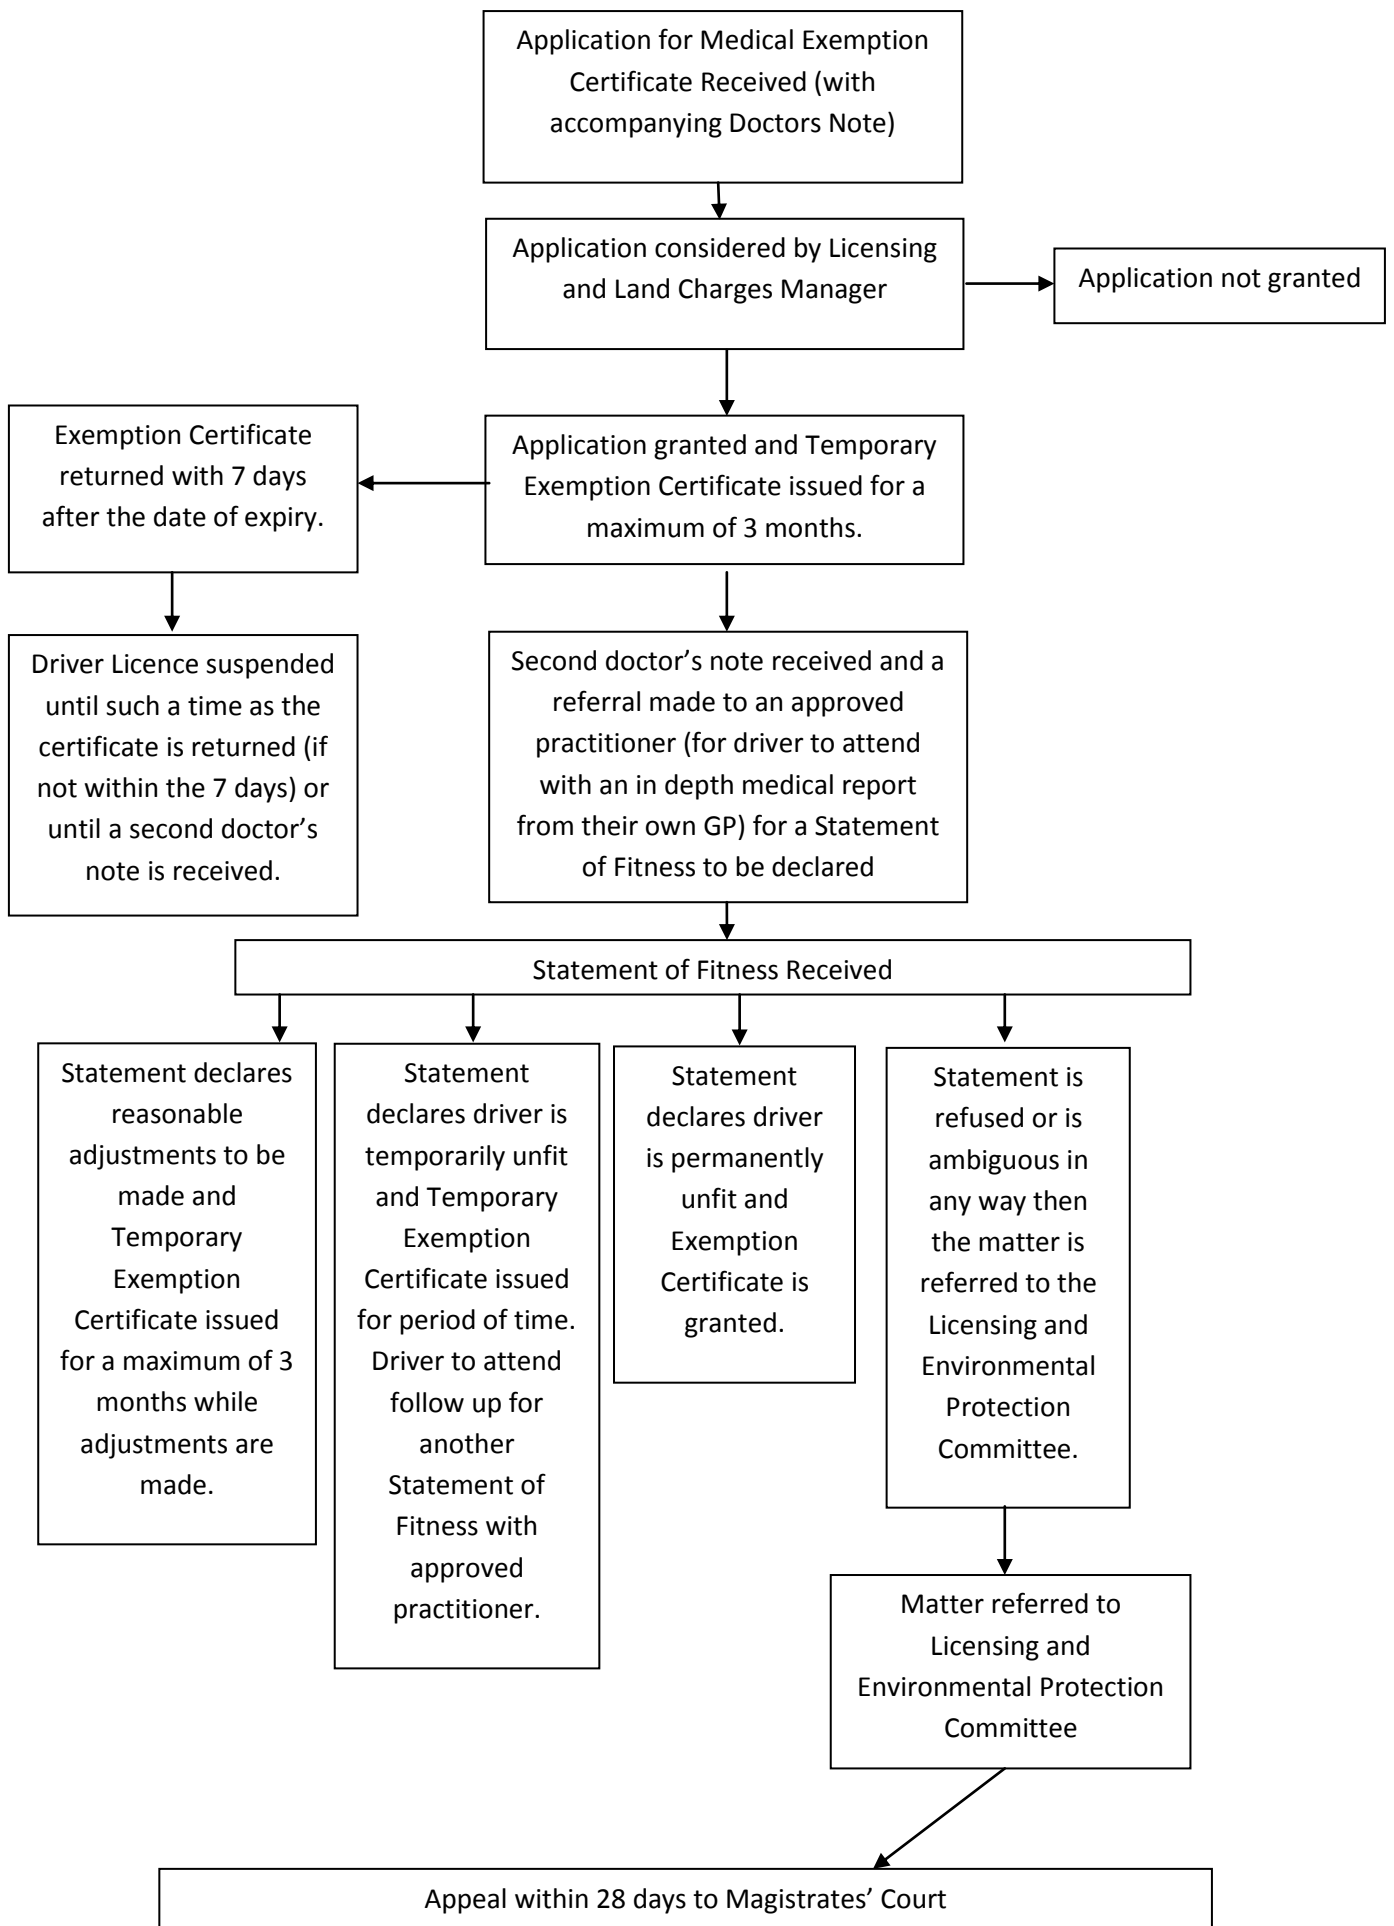 Application for Medical Exemption
Certificate Received (with
accompanying Doctors Note)
Application considered by Licensing
and Land Charges Manager
Application not granted
Exemption Certificate
returned with 7 days
after the date of expiry.
Application granted and Temporary
Exemption Certificate issued for a
maximum of 3 months.
Driver Licence suspended
until such a time as the
certificate is returned (if
not within the 7 days) or
until a second doctor’s
note is received.
Second doctor’s note received and a
referral made to an approved
practitioner (for driver to attend
with an in depth medical report
from their own GP) for a Statement
of Fitness to be declared
Statement of Fitness Received
Statement declares
reasonable
adjustments to be
made and
Temporary
Exemption
Certificate issued
for a maximum of 3
months while
adjustments are
made.
Statement
declares driver is
temporarily unfit
and Temporary
Exemption
Certificate issued
for period of time.
Driver to attend
follow up for
another
Statement of
Fitness with
approved
practitioner.
Statement
declares driver
is permanently
unfit and
Exemption
Certificate is
granted.
Statement is
refused or is
ambiguous in
any way then
the matter is
referred to the
Licensing and
Environmental
Protection
Committee.
Matter referred to
Licensing and
Environmental Protection
Committee
Appeal within 28 days to Magistrates’ Court